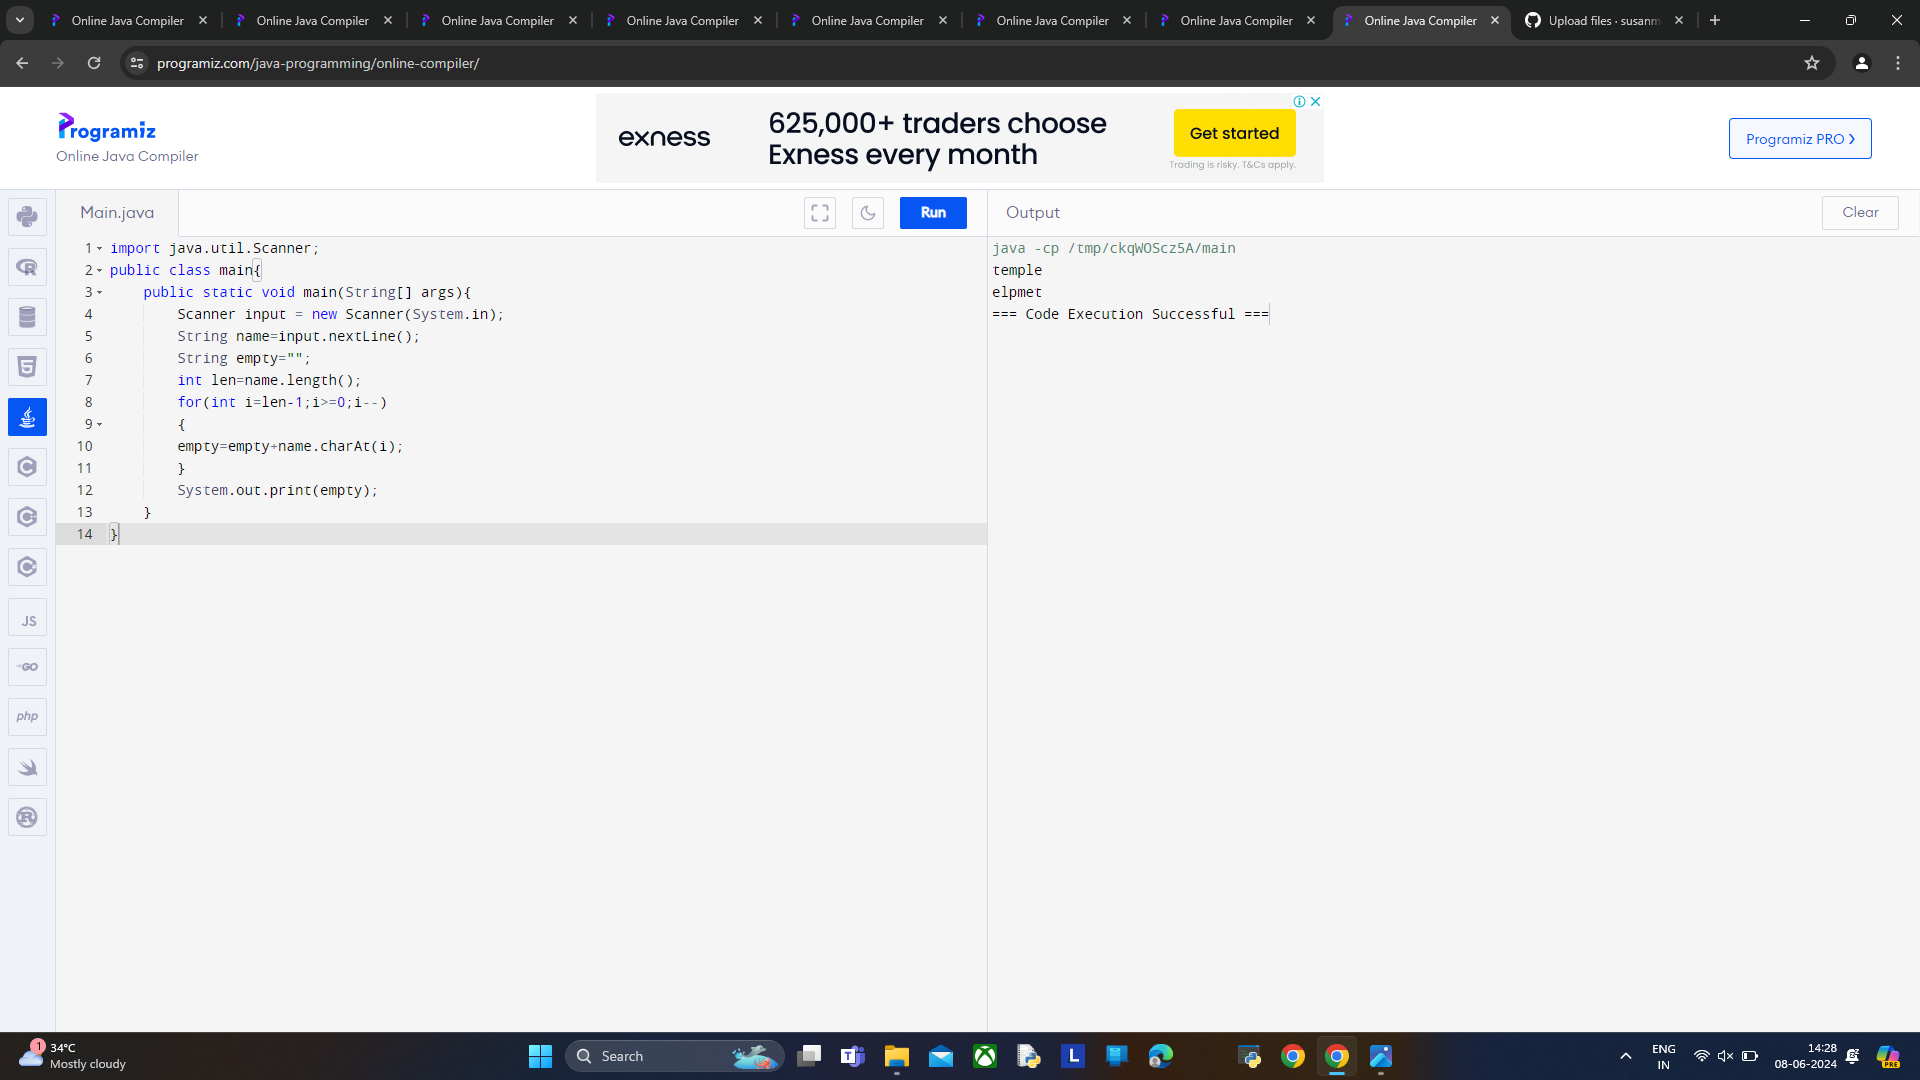 Online Java Compiler
Online Java Compiler
Online Java Compiler
Online Java Compiler
Online Java Compiler
Online Java Compiler
Online Java Compiler
Online Java Compiler
Upload files · susanm
programiz.com/java-programming/online-compiler/
Programiz
Online Java Compiler
exness
625,000+ traders choose
Exness every month
Get started
Trading is risky. T&Cs apply.
Programiz PRO
Main.java
Run
Output
Clear
1 import java.util.Scanner;
2 public class main{
3 public static void main(String[] args){
4 Scanner input = new Scanner(System.in);
5 String name=input.nextLine();
6 String empty="";
7 int len=name.length();
8 for(int i=len-1;i>=0;i--)
9 {
10 empty=empty+name.charAt(i);
11 }
12 System.out.print(empty);
13 }
14 }
java -cp /tmp/ckqWOScz5A/main
temple
elpmet
=== Code Execution Successful ===
JS
GO
php
1
34°C
Mostly cloudy
Search
L
ENG
IN
14:28
08-06-2024
PRE